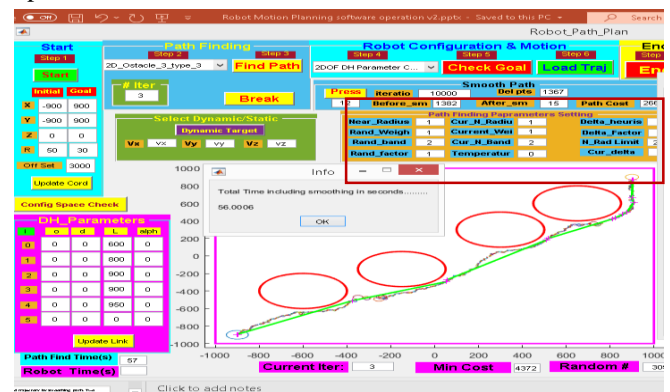 Off
Robot Motion Planning software operation v2.pptx - Saved to this PC
Search
Robot_Path_Plan
Start
Step 1
Start
Initial Goal
X -900 900
Y -900 900
Z 0 0
R 50 30
Off Set 3000
Update Cord
Config Space Check
Path Finding
Step 2 Step 3
2D_Ostacle_3_type_3 Find Path
# Iter
3
Break
Select Dynamic/Static
Dynamic Target
Vx VX Vy VY Vz VZ
Robot Configuration & Motion
Step 4 Step 5 Step 6
2DOF DH Parameter C... Check Goal Load Traj
Smooth Path
Press Iteratio 10000 Del pts 1367
12 Before_sm 1382 After_sm 15 Path Cost
Path Finding Paprameters Setting
Near_Radius 1 Cur_N_Radiu 1 Delta_heuris
Rand_Weigh 1 Current_Wei 1 Delta_Factor
Rand_band 2 Cur_N_Band 2 N_Rad Limit 2
Rand_factor 1 Temperatur 0 Cur_delta
Info
Total Time including smoothing in seconds.........
56.0006
OK
DH_Parameters
1 o d L alph
0 0 0 600 0
1 0 0 800 0
2 0 0 900 0
3 0 0 900 0
4 0 0 950 0
5 0 0 0 0
Update Link
Path Find Time(s) 57
Robot Time(s)
1000
800
600
400
200
0
-200
-400
-600
-800
-1000
-1000 -800 -600 -400 -200 0 200 400 600 800 1000
Current Iter: 3 Min Cost 4372 Random #
Click to add notes